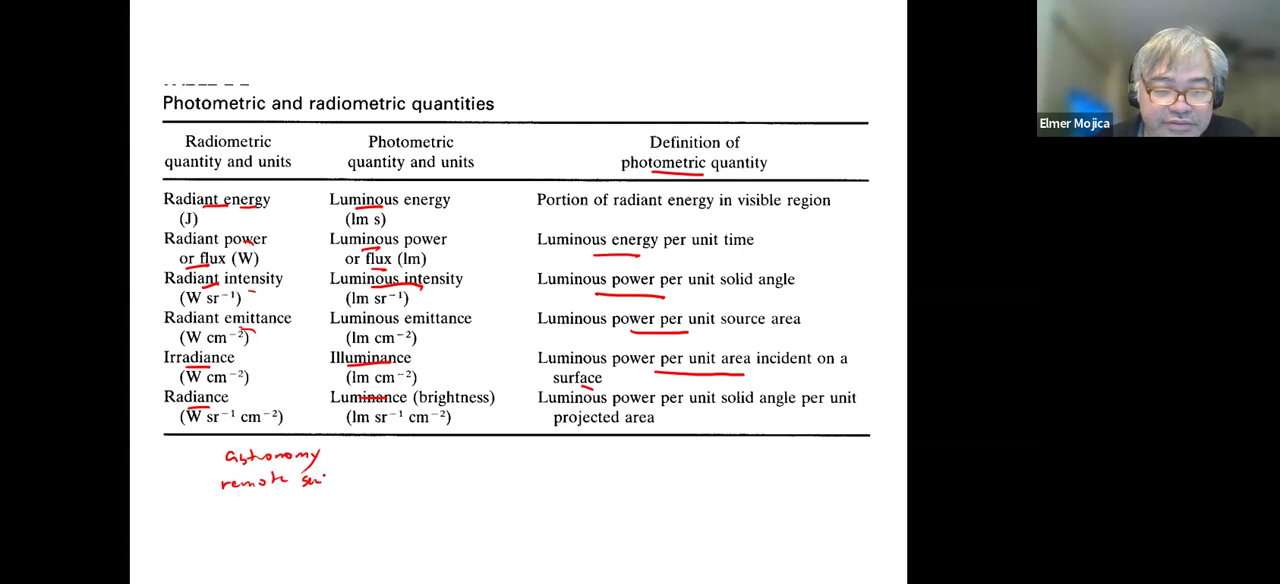 Photometric and radiometric quantities
Radiometric
quantity and units
Photometric
quantity and units
Definition of
photometric quantity
Radiant energy
(J)
Luminous energy
(lm s)
Portion of radiant energy in visible region
Radiant power
or flux (W)
Luminous power
or flux (lm)
Luminous energy per unit time
Radiant intensity
(W sr⁻¹)
Luminous intensity
(lm sr⁻¹)
Luminous power per unit solid angle
Radiant emittance
(W cm⁻²)
Luminous emittance
(lm cm⁻²)
Luminous power per unit source area
Irradiance
(W cm⁻²)
Illuminance
(lm cm⁻²)
Luminous power per unit area incident on a
surface
Radiance
(W sr⁻¹ cm⁻²)
Luminance (brightness)
(lm sr⁻¹ cm⁻²)
Luminous power per unit solid angle per unit
projected area
astronomy
remote
Elmer Mojica